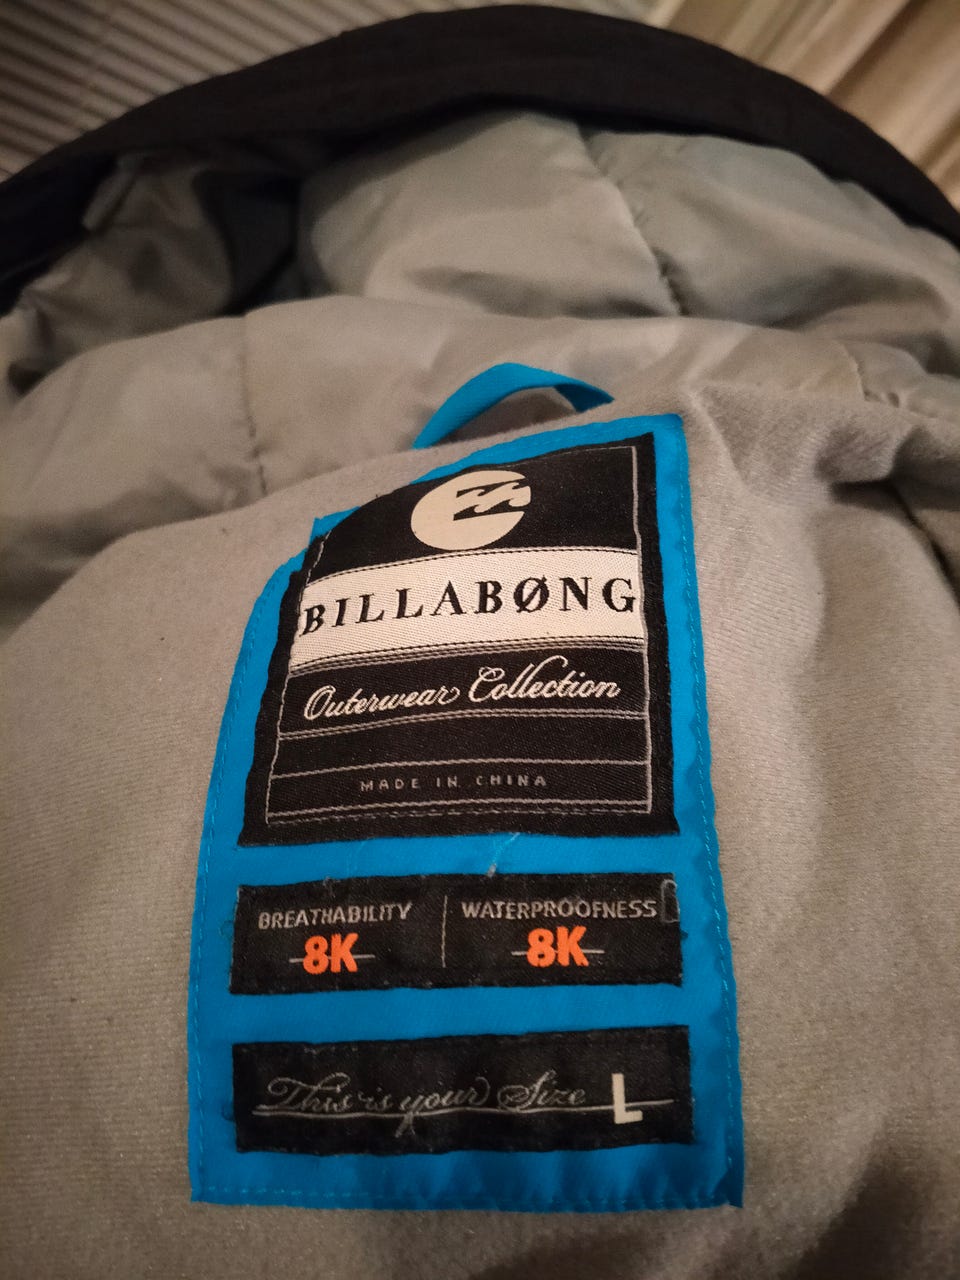 BILLABØNG
Outerwear Collection
MADE IN CHINA
BREATHABILITY WATERPROOFNESS
8K 8K
This is your Size L